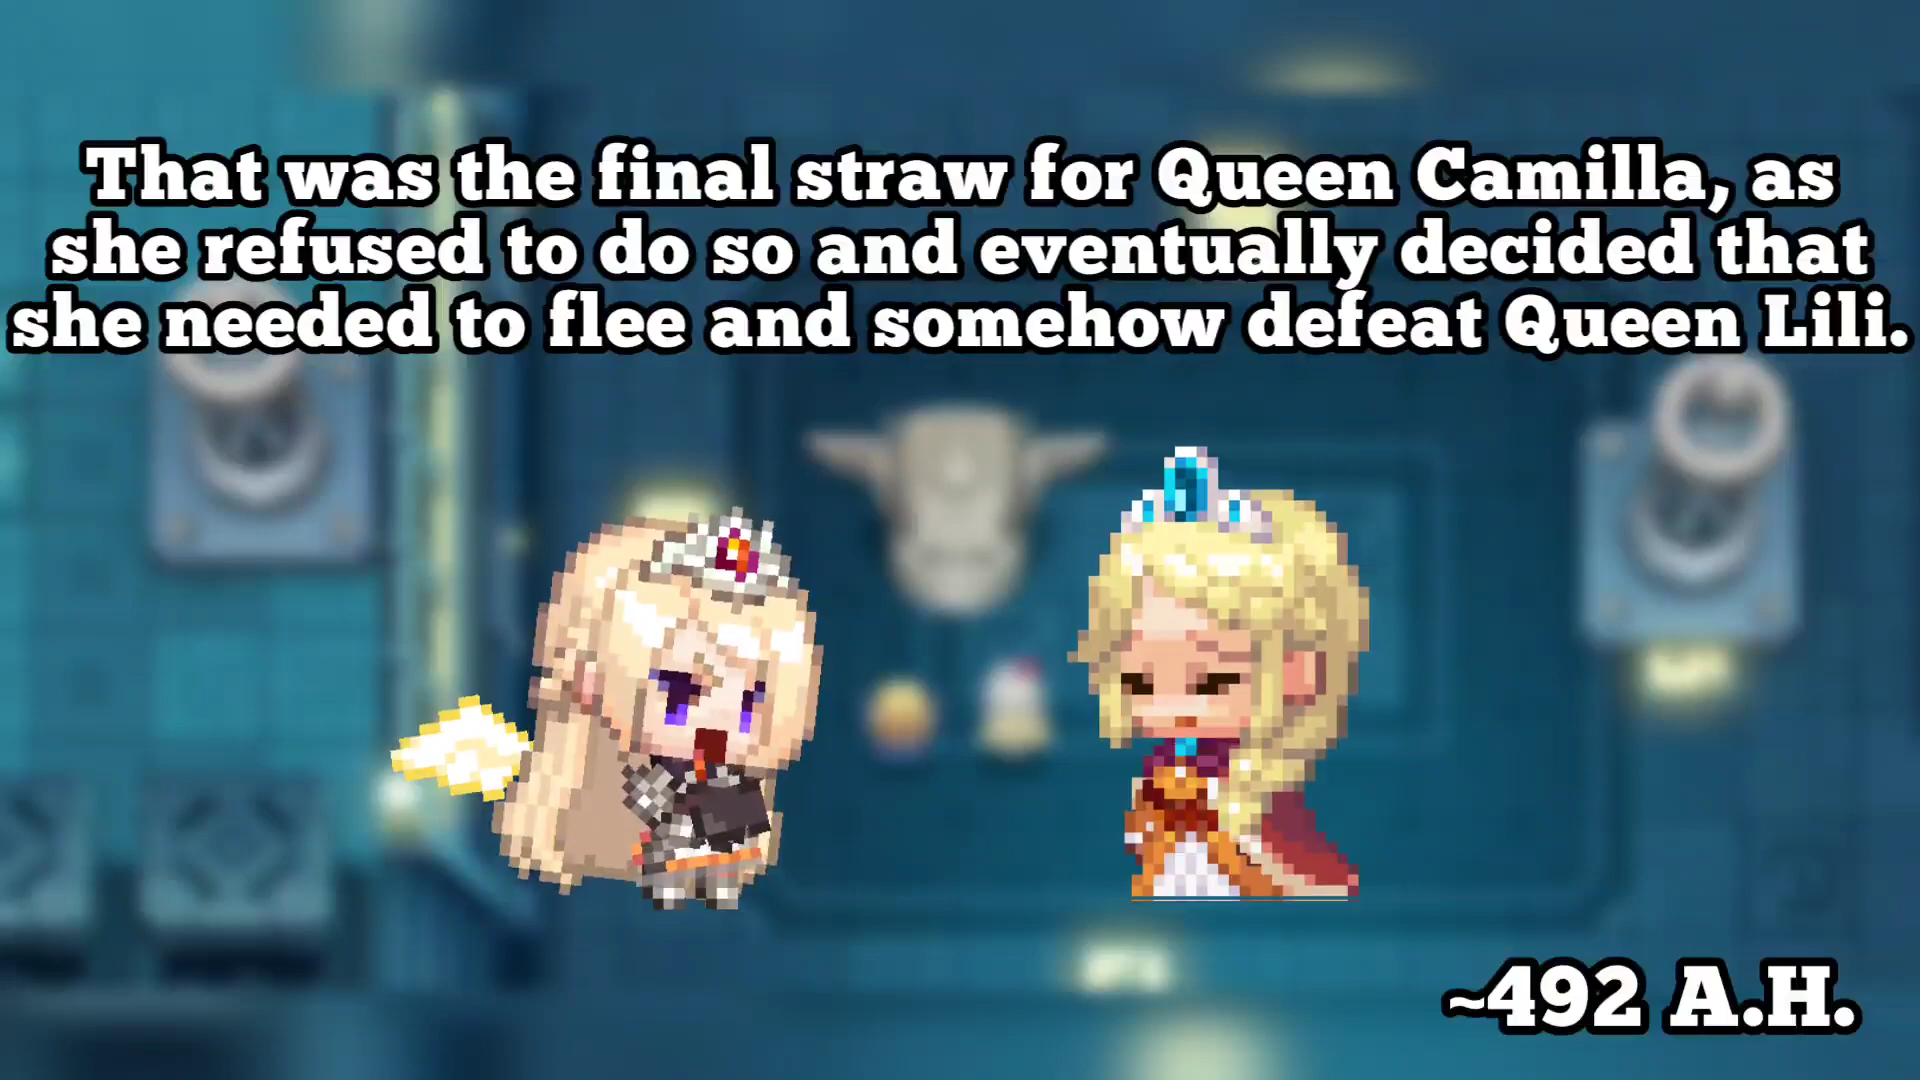 That was the final straw for Queen Camilla, as
she refused to do so and eventually decided that
she needed to flee and somehow defeat Queen Lili.
~492 A.H.